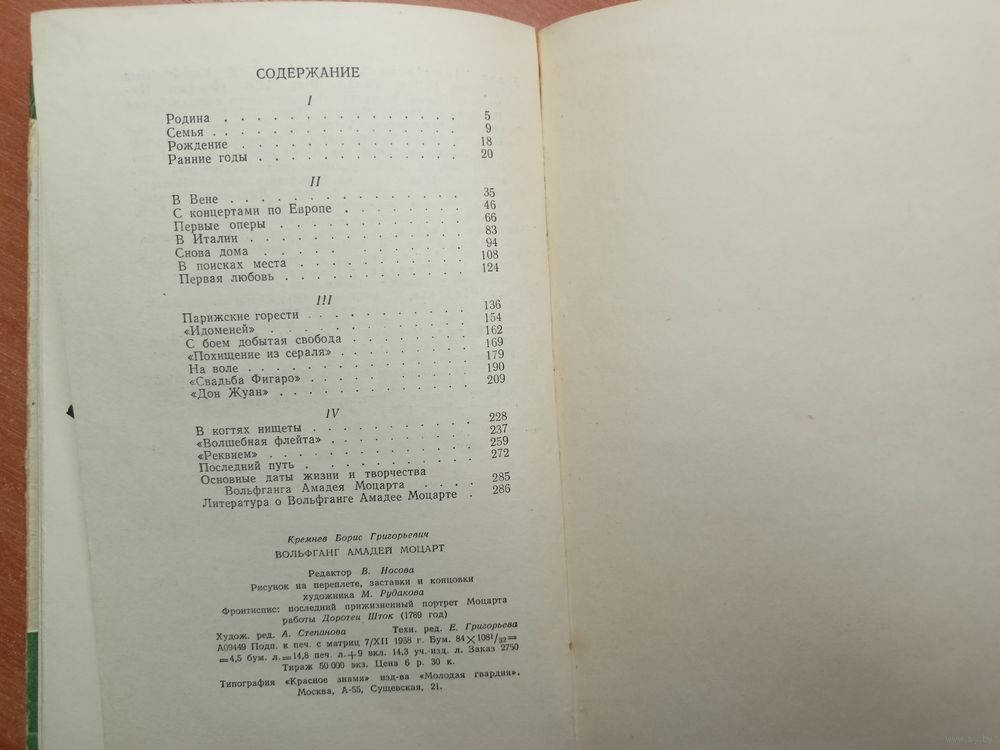 СОДЕРЖАНИЕ
I
Родина . . . . . . . . . . . . . . . 5
Семья . . . . . . . . . . . . . . . 9
Рождение . . . . . . . . . . . . . . 18
Ранние годы . . . . . . . . . . . . . 20
II
В Вене . . . . . . . . . . . . . . 35
С концертами по Европе . . . . . . . . 46
Первые оперы . . . . . . . . . . . . 66
В Италии . . . . . . . . . . . . . 83
Снова дома . . . . . . . . . . . . 94
В поисках места . . . . . . . . . . 108
Первая любовь . . . . . . . . . . . 124
III
Парижские горести . . . . . . . . . . 136
«Идоменей» . . . . . . . . . . . . 154
С боем добытая свобода . . . . . . . . 162
«Похищение из сераля» . . . . . . . . 169
На воле . . . . . . . . . . . . . 179
«Свадьба Фигаро» . . . . . . . . . . 190
«Дон Жуан» . . . . . . . . . . . . 209
IV
В когтях нищеты . . . . . . . . . . 228
«Волшебная флейта» . . . . . . . . . 237
«Реквием» . . . . . . . . . . . . 259
Последний путь . . . . . . . . . . 272
Основные даты жизни и творчества
Вольфганга Амадея Моцарта . . . . 285
Литература о Вольфганге Амадее Моцарте . 286
Кремнев Борис Григорьевич
ВОЛЬФГАНГ АМАДЕЙ МОЦАРТ
Редактор В. Носова
Рисунок на переплете, заставки и концовки
художника М. Рудакова
Фронтиспис: последний прижизненный портрет Моцарта
работы Доротеи Шток (1789 год)
Худож. ред. А. Степанова Техн. ред. Е. Григорьева
А09449 Подп. к печ. с матриц 7/XII 1958 г. Бум. 84×108¹/₃₂=
=4,5 бум. л.=14,8 печ. л.+9 вкл. 14,3 уч.-изд. л. Заказ 2750
Тираж 50 000 экз. Цена 6 р. 30 к.
Типография «Красное знамя» изд-ва «Молодая гвардия».
Москва, А-55, Сущевская, 21.